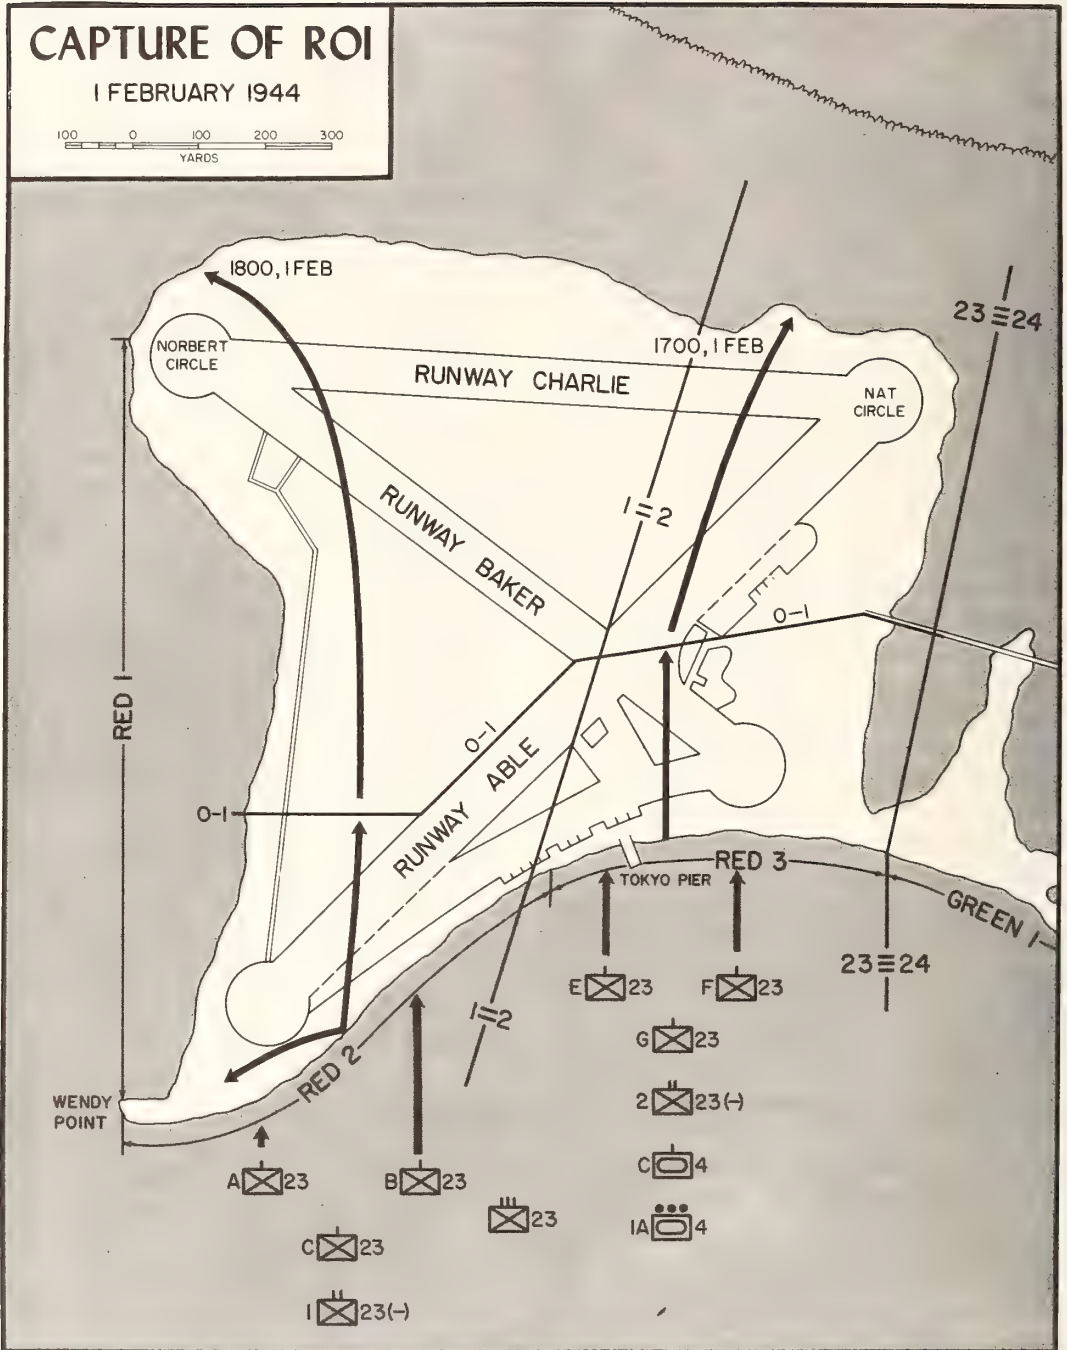 CAPTURE OF ROI
1 FEBRUARY 1944
100 0 100 200 300
YARDS
1800, 1 FEB
23 24
NORBERT
CIRCLE
1700, 1 FEB
RUNWAY CHARLIE
NAT
CIRCLE
1=2
RUNWAY BAKER
0-1
RED 1
0-1
RUNWAY ABLE
0-1
RED 3
TOKYO PIER
GREEN 1
23≡24
E 23
F 23
1=2
G 23
RED 2
WENDY
POINT
2 23(-)
C 4
A 23
B 23
23
1A 4
C 23
1 23(-)